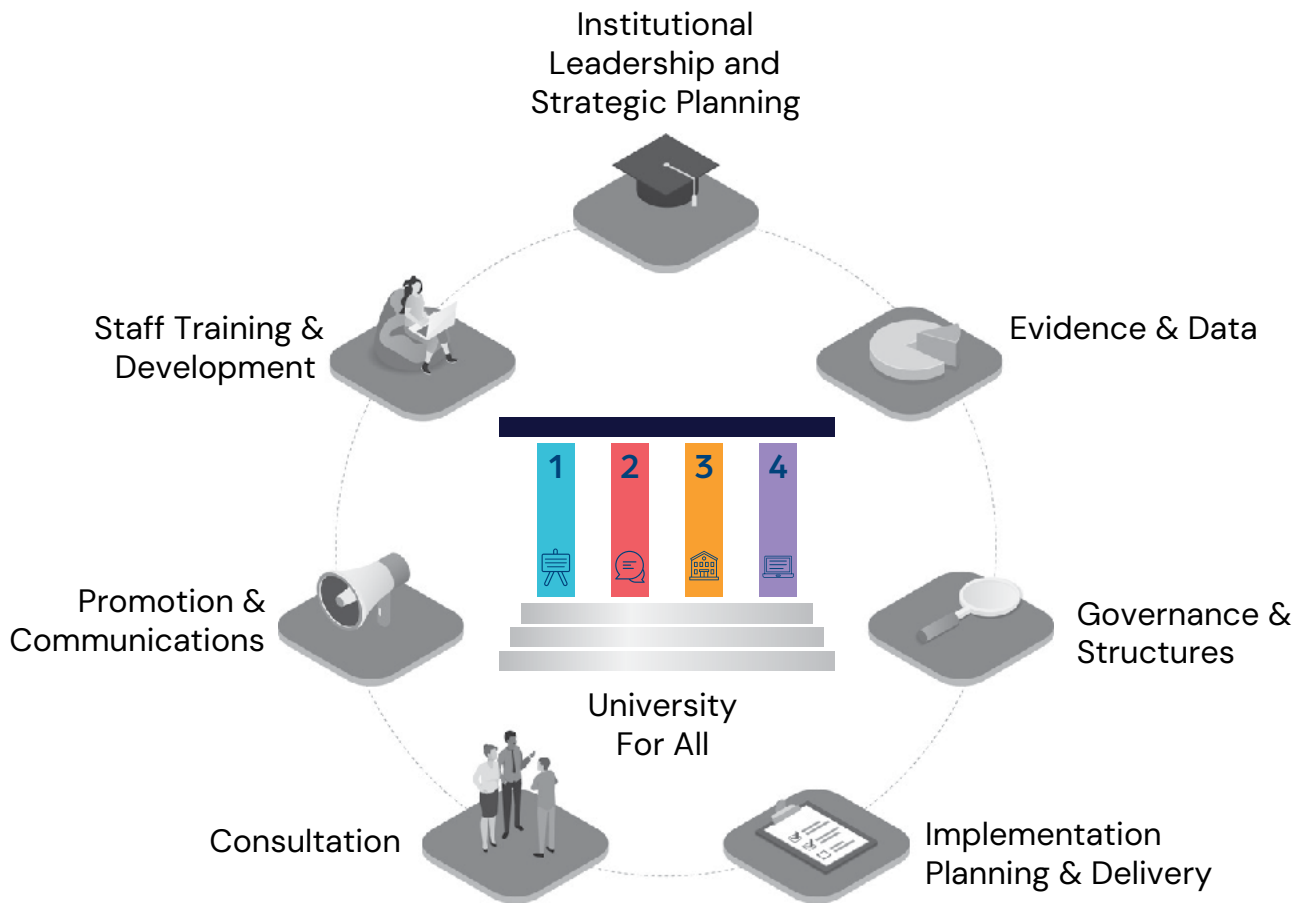 Institutional
Leadership and
Strategic Planning
Staff Training &
Development
Evidence & Data
1 2 3 4
Promotion &
Communications
Governance &
Structures
University
For All
Consultation
Implementation
Planning & Delivery